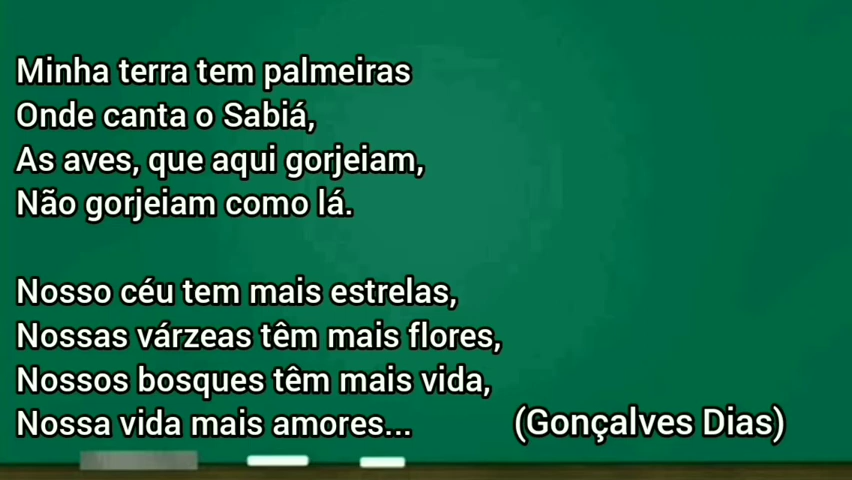 Minha terra tem palmeiras
Onde canta o Sabiá,
As aves, que aqui gorjeiam,
Não gorjeiam como lá.
Nosso céu tem mais estrelas,
Nossas várzeas têm mais flores,
Nossos bosques têm mais vida,
Nossa vida mais amores...
(Gonçalves Dias)